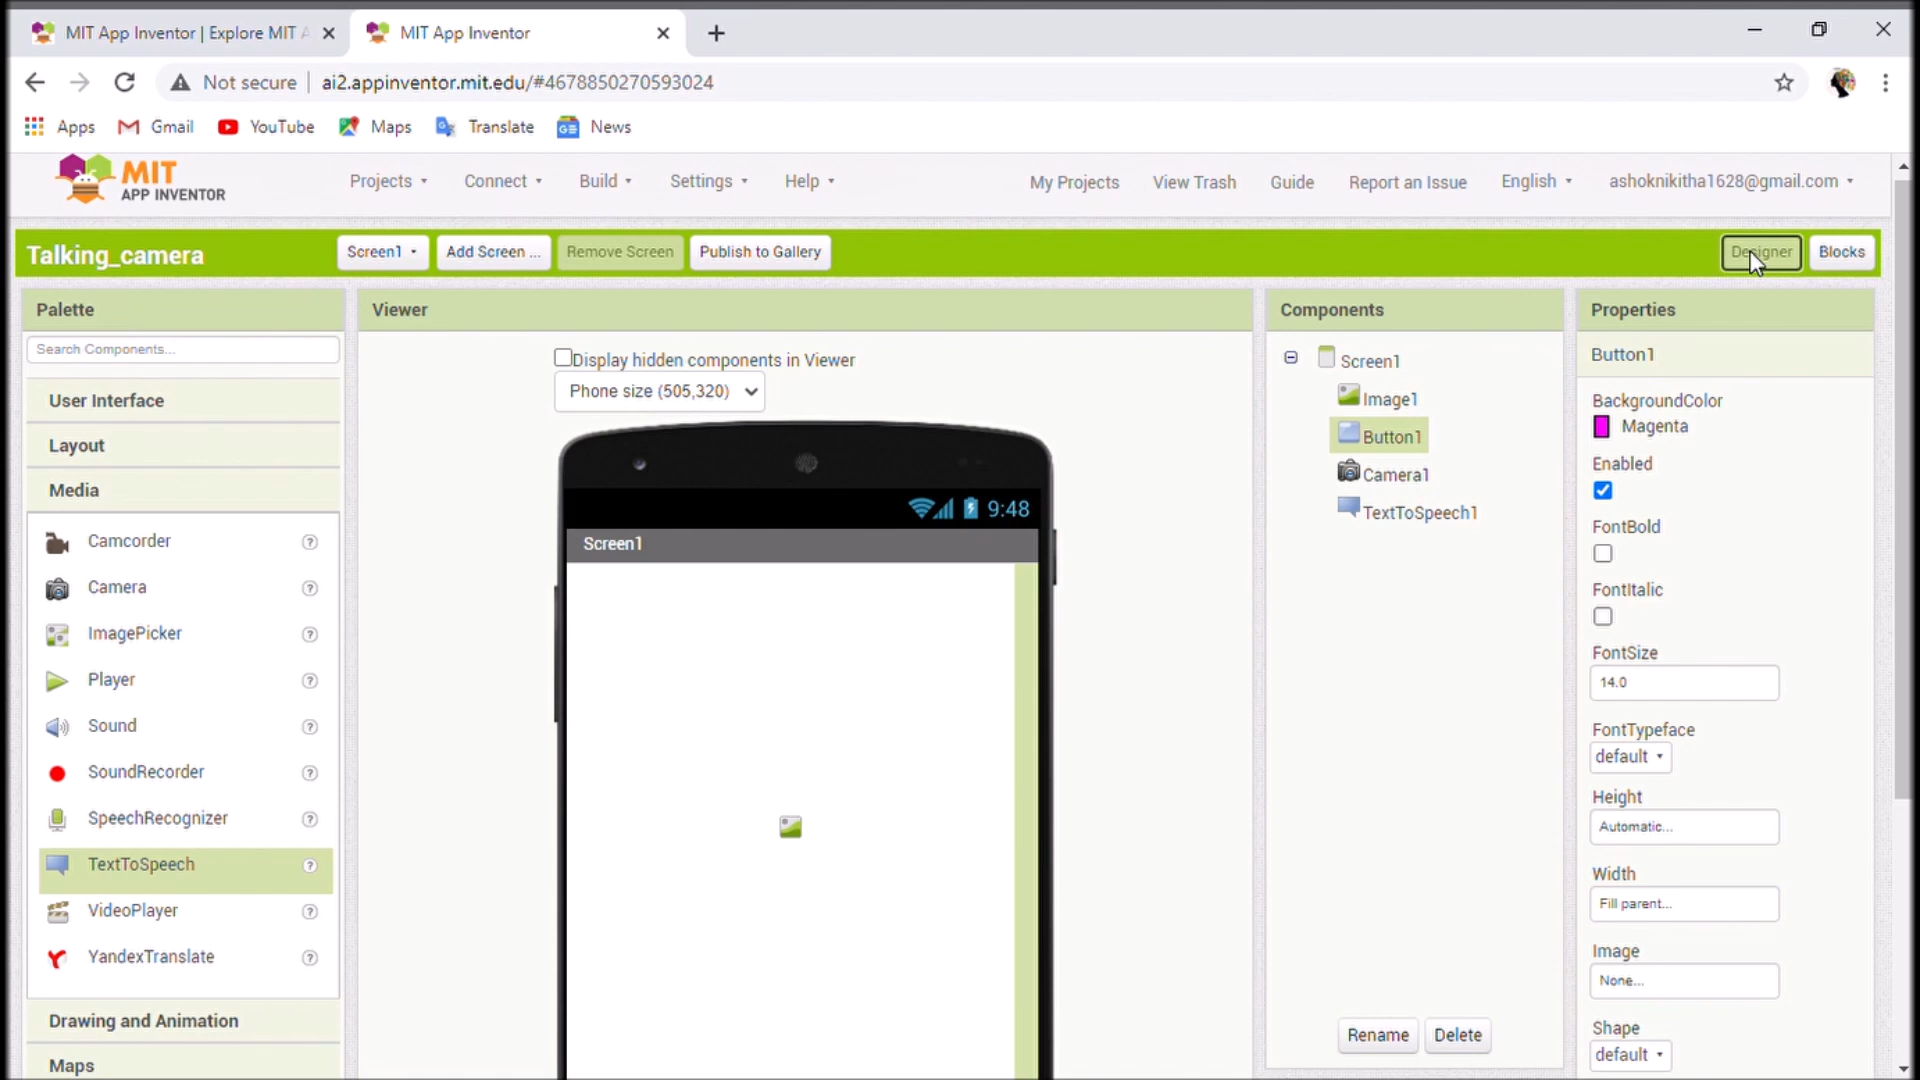 MIT App Inventor | Explore MIT A
MIT App Inventor
Not secure
ai2.appinventor.mit.edu/#4678850270593024
Apps
Gmail
YouTube
Maps
Translate
News
MIT
APP INVENTOR
Projects
Connect
Build
Settings
Help
My Projects
View Trash
Guide
Report an Issue
English
ashoknikitha1628@gmail.com
Talking_camera
Screen1
Add Screen ...
Remove Screen
Publish to Gallery
Designer
Blocks
Palette
Search Components...
User Interface
Layout
Media
Camcorder ?
Camera ?
ImagePicker ?
Player ?
Sound ?
SoundRecorder ?
SpeechRecognizer ?
TextToSpeech ?
VideoPlayer ?
YandexTranslate ?
Drawing and Animation
Maps
Viewer
Display hidden components in Viewer
Phone size (505,320)
9:48
Screen1
Components
Screen1
Image1
Button1
Camera1
TextToSpeech1
Rename
Delete
Properties
Button1
BackgroundColor
Magenta
Enabled
FontBold
FontItalic
FontSize
14.0
FontTypeface
default
Height
Automatic...
Width
Fill parent...
Image
None...
Shape
default